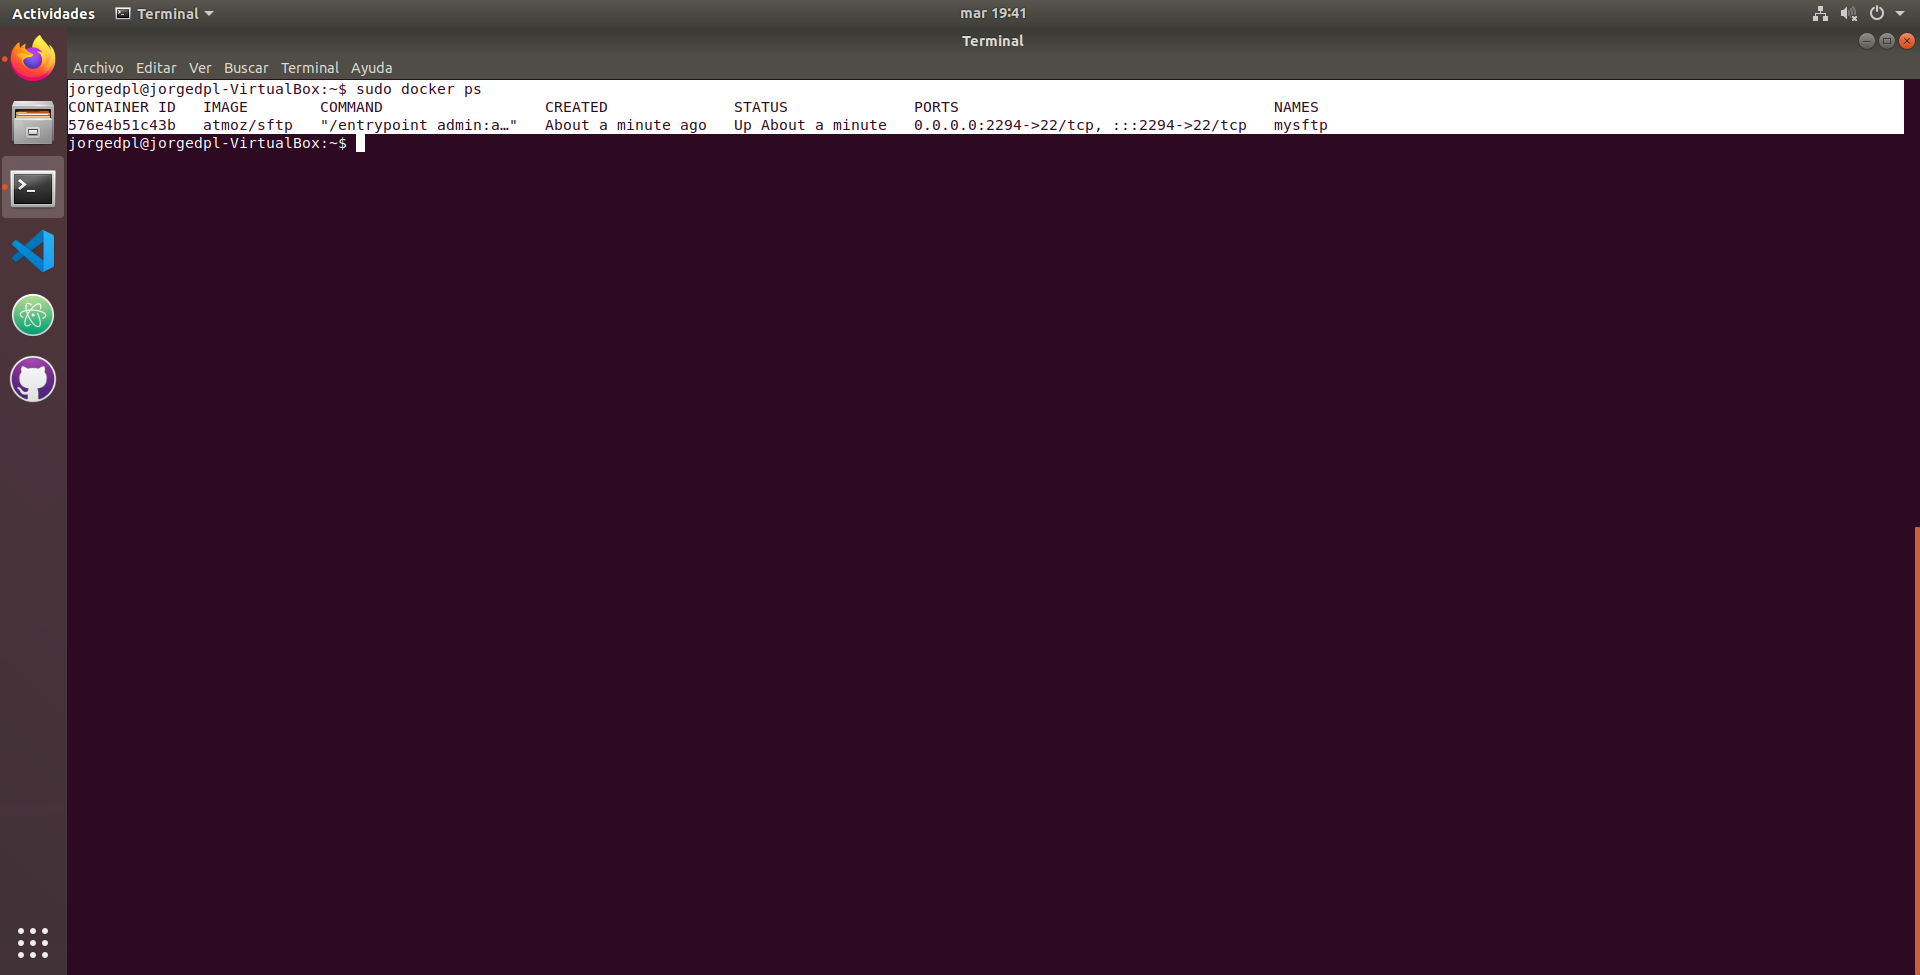 Actividades Terminal mar 19:41
Terminal
Archivo Editar Ver Buscar Terminal Ayuda
jorgedpl@jorgedpl-VirtualBox:~$ sudo docker ps
CONTAINER ID   IMAGE        COMMAND                  CREATED              STATUS              PORTS                                   NAMES
576e4b51c43b   atmoz/sftp   "/entrypoint admin:a…"   About a minute ago   Up About a minute   0.0.0.0:2294->22/tcp, :::2294->22/tcp   mysftp
jorgedpl@jorgedpl-VirtualBox:~$